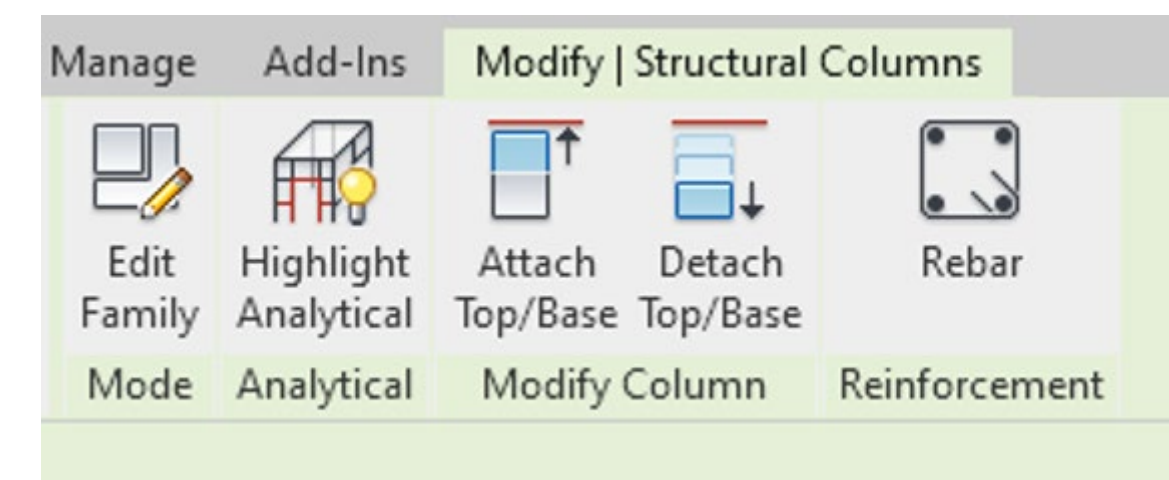 Manage Add-Ins Modify | Structural Columns
Edit Family
Highlight Analytical
Attach Top/Base
Detach Top/Base
Rebar
Mode Analytical Modify Column Reinforcement